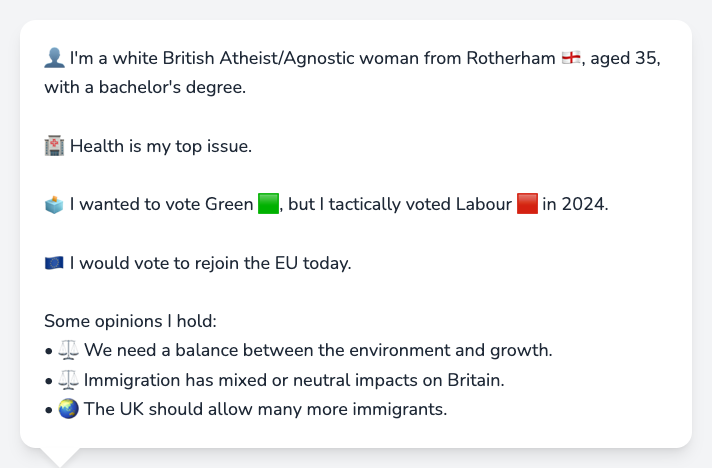 👤 I'm a white British Atheist/Agnostic woman from Rotherham 🏴󠁧󠁢󠁥󠁮󠁧󠁿, aged 35,
with a bachelor's degree.
🏥 Health is my top issue.
🗳️ I wanted to vote Green 🟩, but I tactically voted Labour 🟥 in 2024.
🇪🇺 I would vote to rejoin the EU today.
Some opinions I hold:
• ⚖️ We need a balance between the environment and growth.
• ⚖️ Immigration has mixed or neutral impacts on Britain.
• 🌏 The UK should allow many more immigrants.